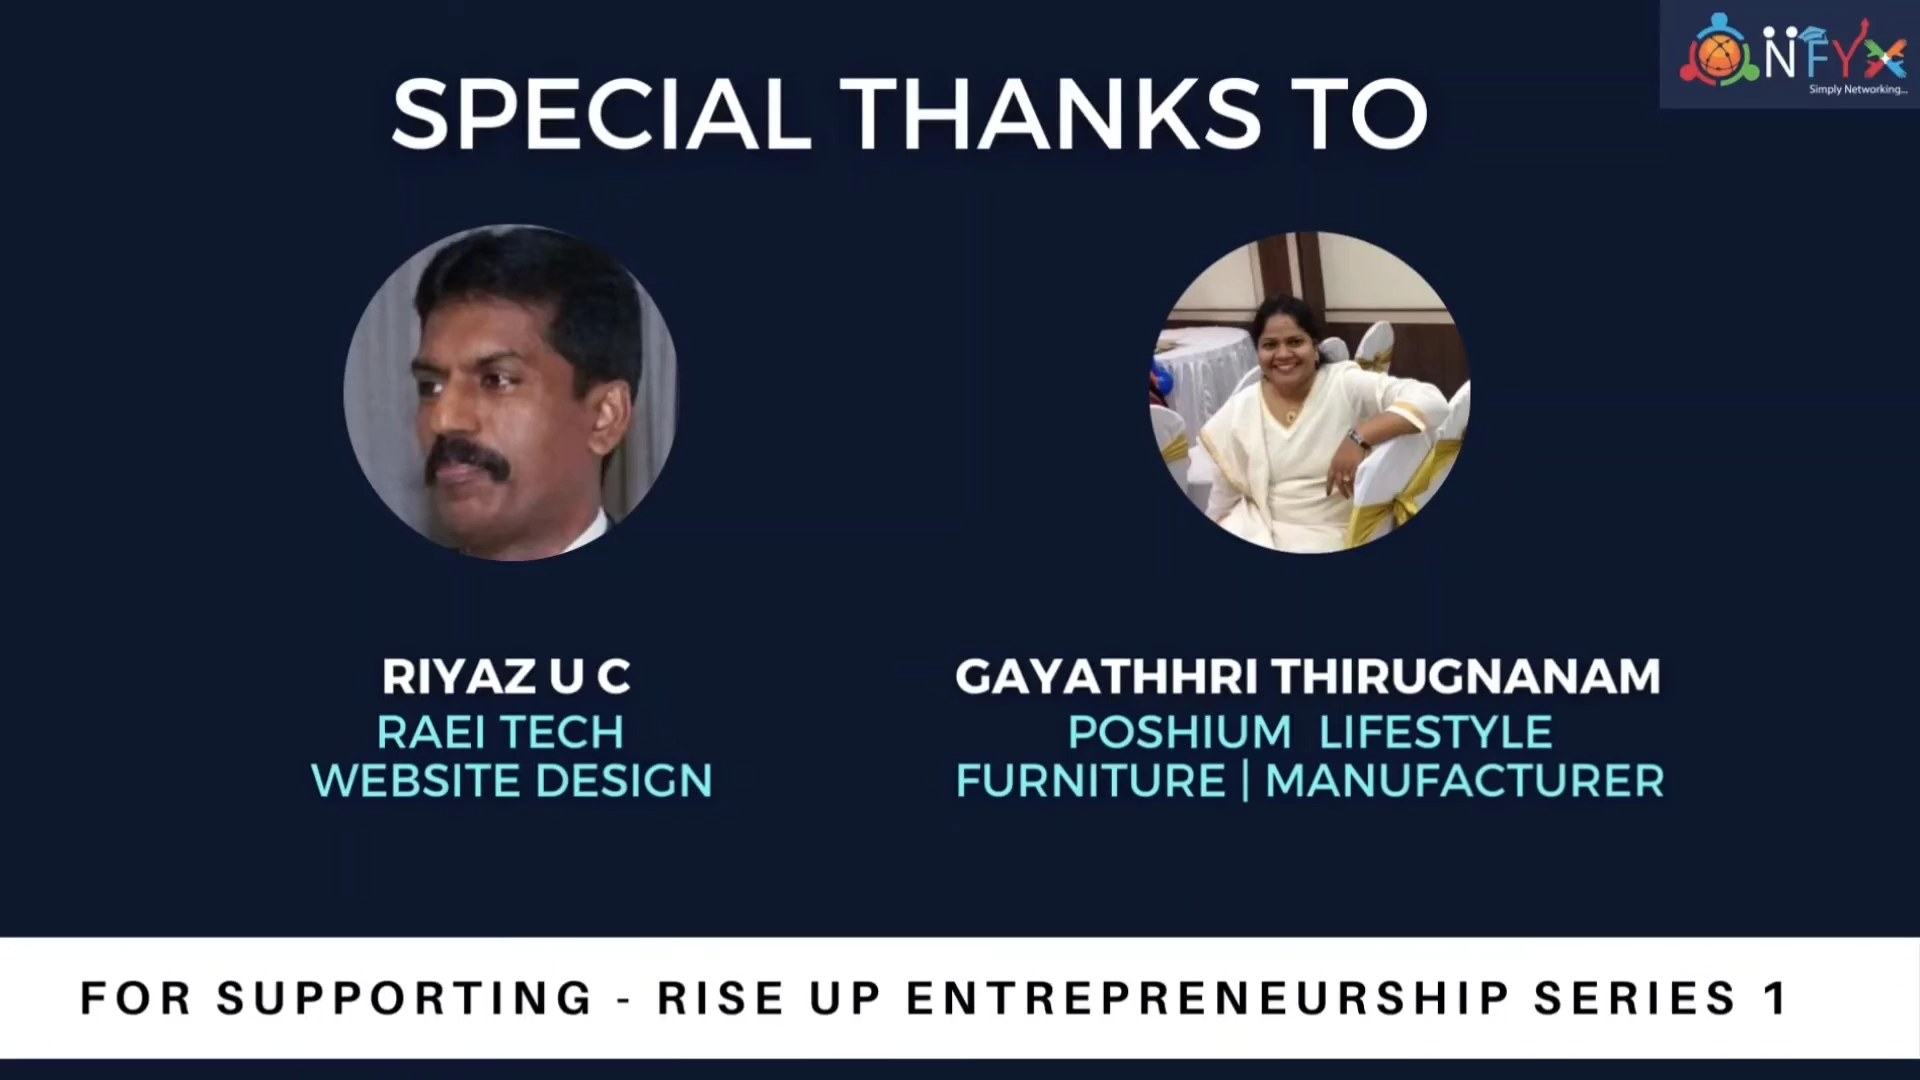 ONFYX
Simply Networking...
SPECIAL THANKS TO
RIYAZ U C
RAEI TECH
WEBSITE DESIGN
GAYATHHRI THIRUGNANAM
POSHIUM LIFESTYLE
FURNITURE | MANUFACTURER
FOR SUPPORTING - RISE UP ENTREPRENEURSHIP SERIES 1